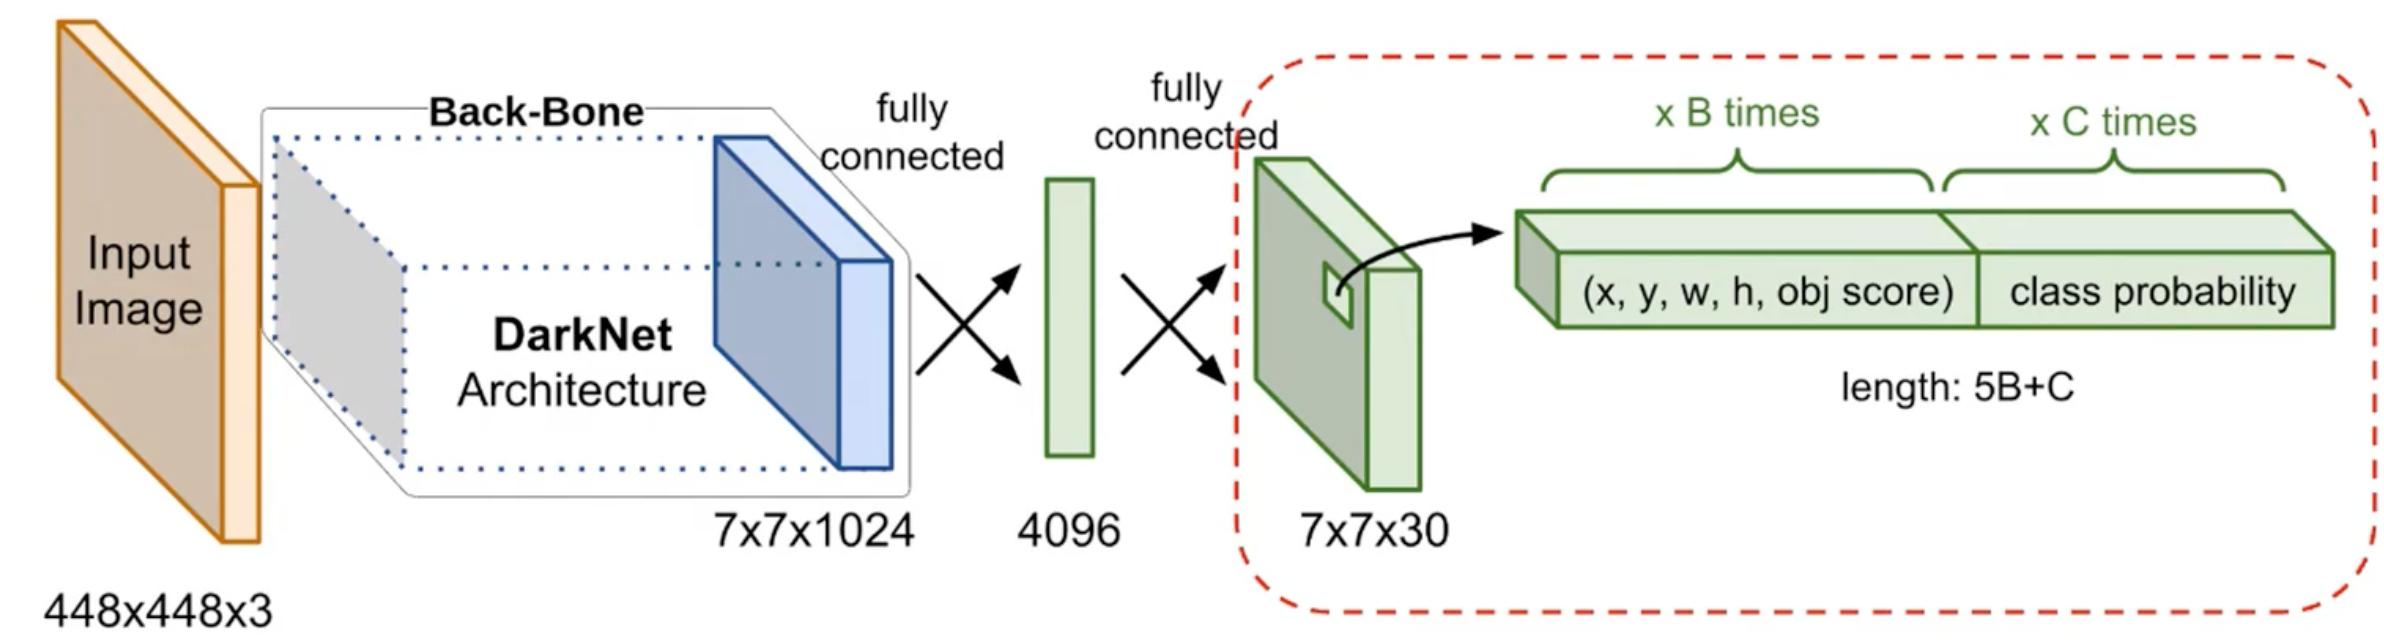 Input
Image
448x448x3
Back-Bone
DarkNet
Architecture
7x7x1024
fully
connected
4096
fully
connected
7x7x30
x B times
x C times
(x, y, w, h, obj score)
class probability
length: 5B+C